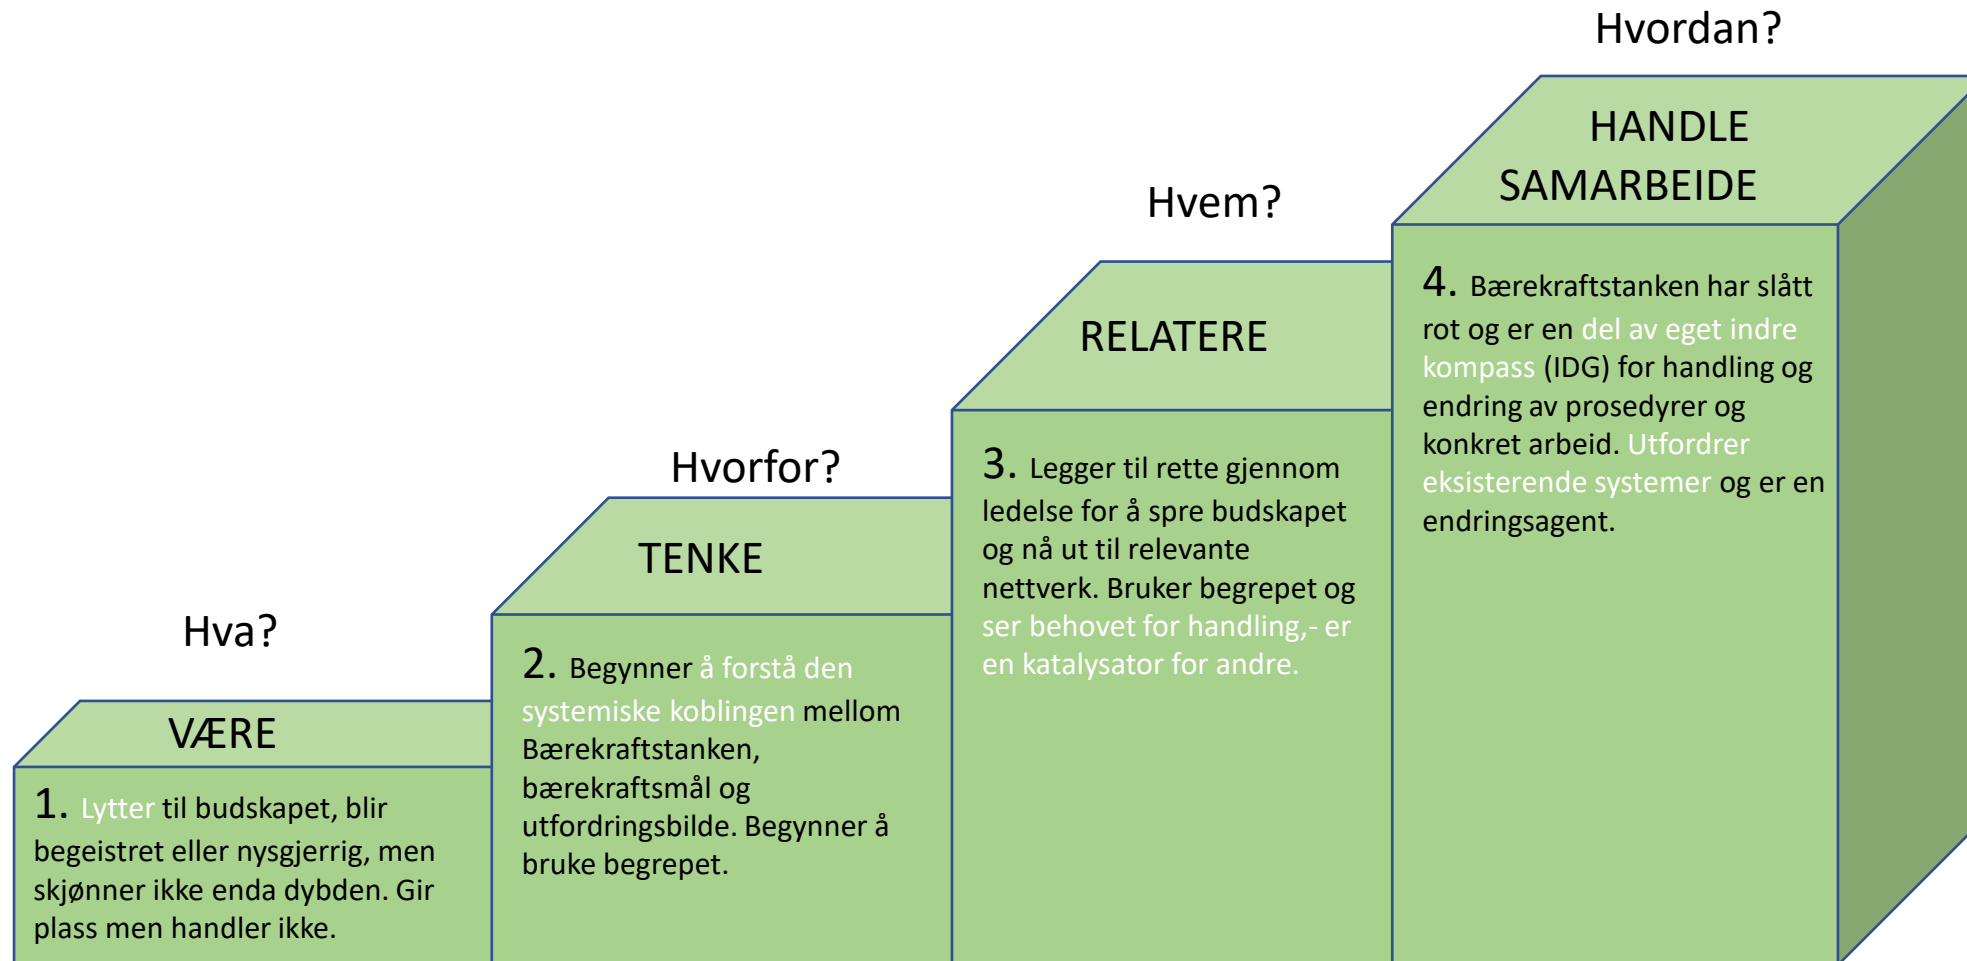 Hva?
VÆRE
1. Lytter til budskapet, blir
begeistret eller nysgjerrig, men
skjønner ikke enda dybden. Gir
plass men handler ikke.
Hvorfor?
TENKE
2. Begynner å forstå den
systemiske koblingen mellom
Bærekraftstanken,
bærekraftsmål og
utfordringsbilde. Begynner å
bruke begrepet.
Hvem?
RELATERE
3. Legger til rette gjennom
ledelse for å spre budskapet
og nå ut til relevante
nettverk. Bruker begrepet og
ser behovet for handling,- er
en katalysator for andre.
Hvordan?
HANDLE
SAMARBEIDE
4. Bærekraftstanken har slått
rot og er en del av eget indre
kompass (IDG) for handling og
endring av prosedyrer og
konkret arbeid. Utfordrer
eksisterende systemer og er en
endringsagent.